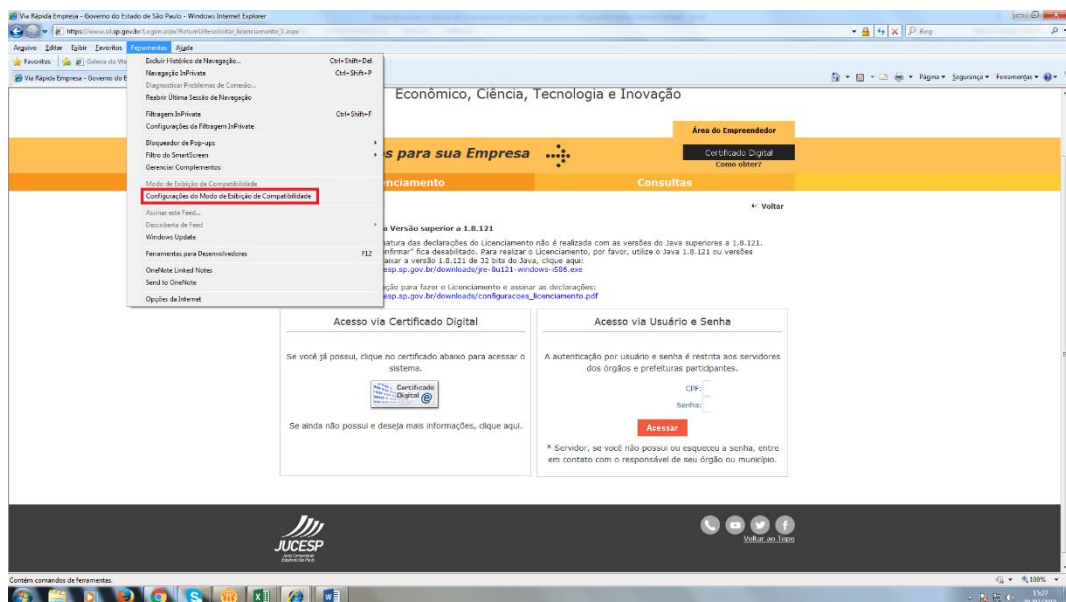 Via Rápida Empresa - Governo do Estado de São Paulo - Windows Internet Explorer
Bing
Arquivo Editar Exibir Favoritos Ferramentas Ajuda
Favoritos
Via Rápida Empresa - Governo do E
Página Segurança Ferramentas
Excluir Histórico de Navegação... Ctrl+Shift+Del
Navegação InPrivate Ctrl+Shift+P
Diagnosticar Problemas de Conexão...
Reabrir Última Sessão de Navegação
Filtragem InPrivate Ctrl+Shift+F
Configurações da Filtragem InPrivate
Bloqueador de Pop-ups
Filtro do SmartScreen
Gerenciar Complementos
Modo de Exibição de Compatibilidade
Configurações do Modo de Exibição de Compatibilidade
Assinar este Feed...
Descoberta de Feed
Windows Update
Ferramentas para Desenvolvedores F12
OneNote Linked Notes
Send to OneNote
Opções da Internet
Econômico, Ciência, Tecnologia e Inovação
Área do Empreendedor
s para sua Empresa
Certificado Digital
Como obter?
nciamento Consultas
Voltar
a Versão superior a 1.8.121
natura das declarações do Licenciamento não é realizada com as versões do Java superiores a 1.8.121.
onfirmar" fica desabilitado. Para realizar o Licenciamento, por favor, utilize o Java 1.8.121 ou versões
aixar a versão 1.8.121 de 32 bits do Java, clique aqui:
esp.sp.gov.br/downloads/jre-8u121-windows-i586.exe
ção para fazer o Licenciamento e assinar as declarações:
esp.sp.gov.br/downloads/configuracoes_licenciamento.pdf
Acesso via Certificado Digital
Se você já possui, clique no certificado abaixo para acessar o
sistema.
Certificado
Digital
Se ainda não possui e deseja mais informações, clique aqui.
Acesso via Usuário e Senha
A autenticação por usuário e senha é restrita aos servidores
dos órgãos e prefeituras participantes.
CPF:
Senha:
Acessar
* Servidor, se você não possui ou esqueceu a senha, entre
em contato com o responsável de seu órgão ou município.
JUCESP
Voltar ao Topo
Contém comandos de ferramentas.
100%
15:27